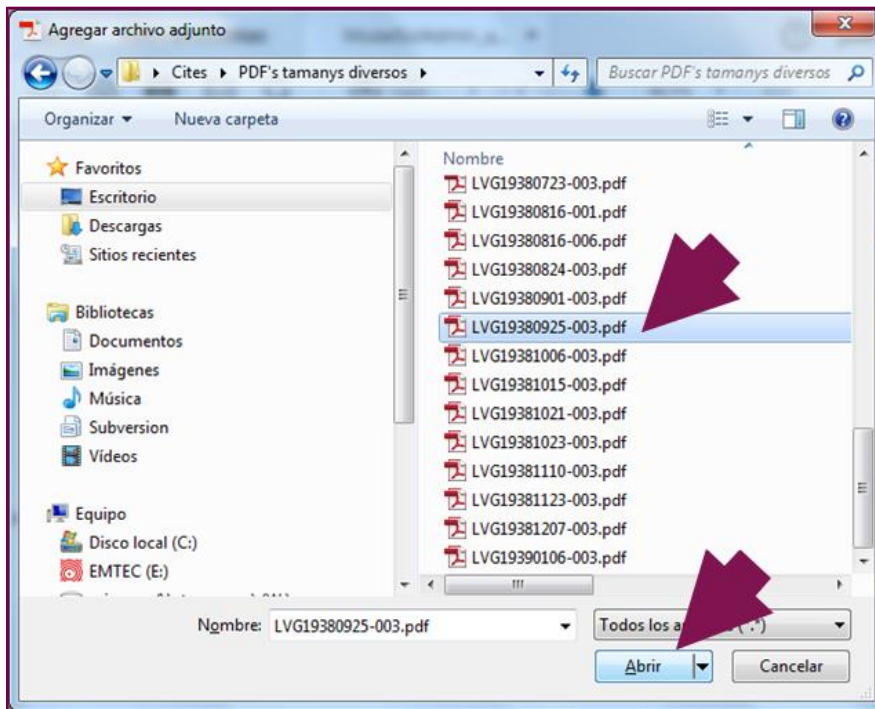 Agregar archivo adjunto
Cites ▸ PDF's tamanys diversos ▸
Buscar PDF's tamanys diversos
Organizar
Nueva carpeta
Favoritos
Escritorio
Descargas
Sitios recientes
Bibliotecas
Documentos
Imágenes
Música
Subversion
Vídeos
Equipo
Disco local (C:)
EMTEC (E:)
Nombre
LVG19380723-003.pdf
LVG19380816-001.pdf
LVG19380816-006.pdf
LVG19380824-003.pdf
LVG19380901-003.pdf
LVG19380925-003.pdf
LVG19381006-003.pdf
LVG19381015-003.pdf
LVG19381021-003.pdf
LVG19381023-003.pdf
LVG19381110-003.pdf
LVG19381123-003.pdf
LVG19381207-003.pdf
LVG19390106-003.pdf
Nombre: LVG19380925-003.pdf
Todos los
Abrir
Cancelar